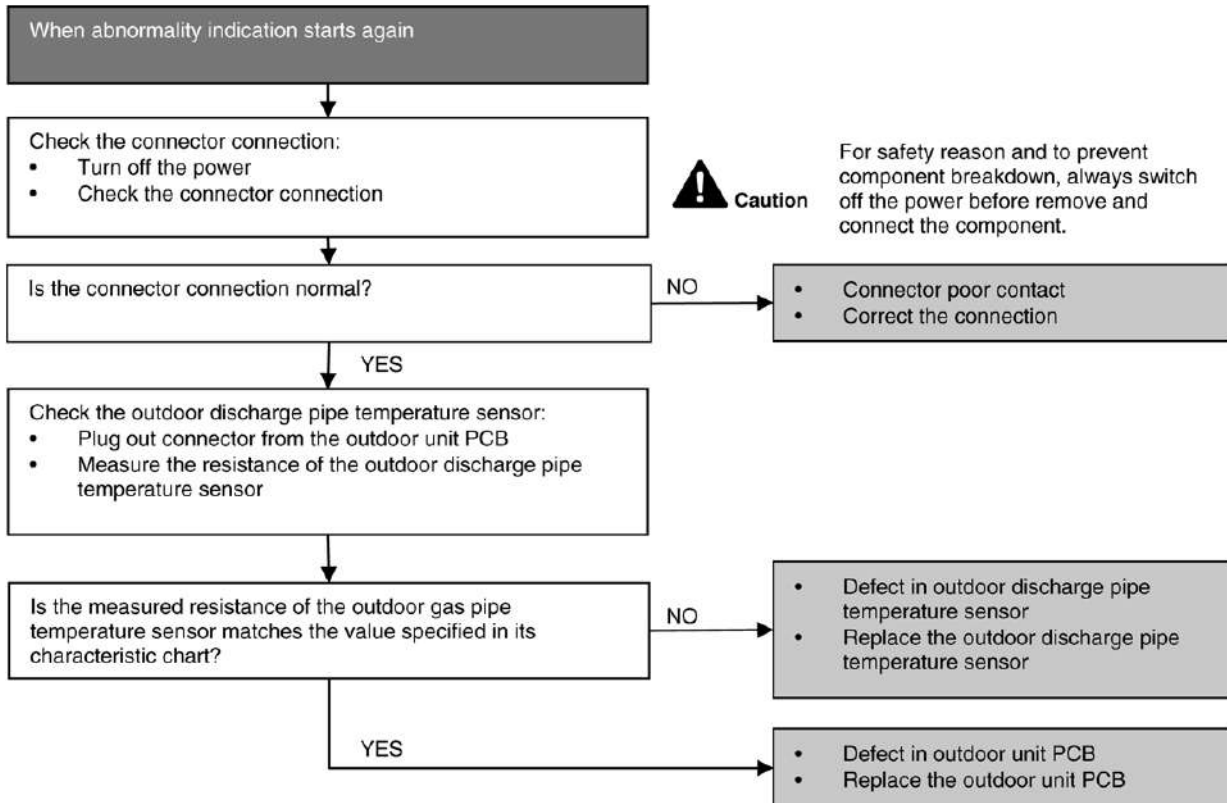 When abnormality indication starts again
Check the connector connection:
• Turn off the power
• Check the connector connection
Caution
For safety reason and to prevent
component breakdown, always switch
off the power before remove and
connect the component.
Is the connector connection normal?
NO
• Connector poor contact
• Correct the connection
YES
Check the outdoor discharge pipe temperature sensor:
• Plug out connector from the outdoor unit PCB
• Measure the resistance of the outdoor discharge pipe
temperature sensor
Is the measured resistance of the outdoor gas pipe
temperature sensor matches the value specified in its
characteristic chart?
NO
• Defect in outdoor discharge pipe
temperature sensor
• Replace the outdoor discharge pipe
temperature sensor
YES
• Defect in outdoor unit PCB
• Replace the outdoor unit PCB